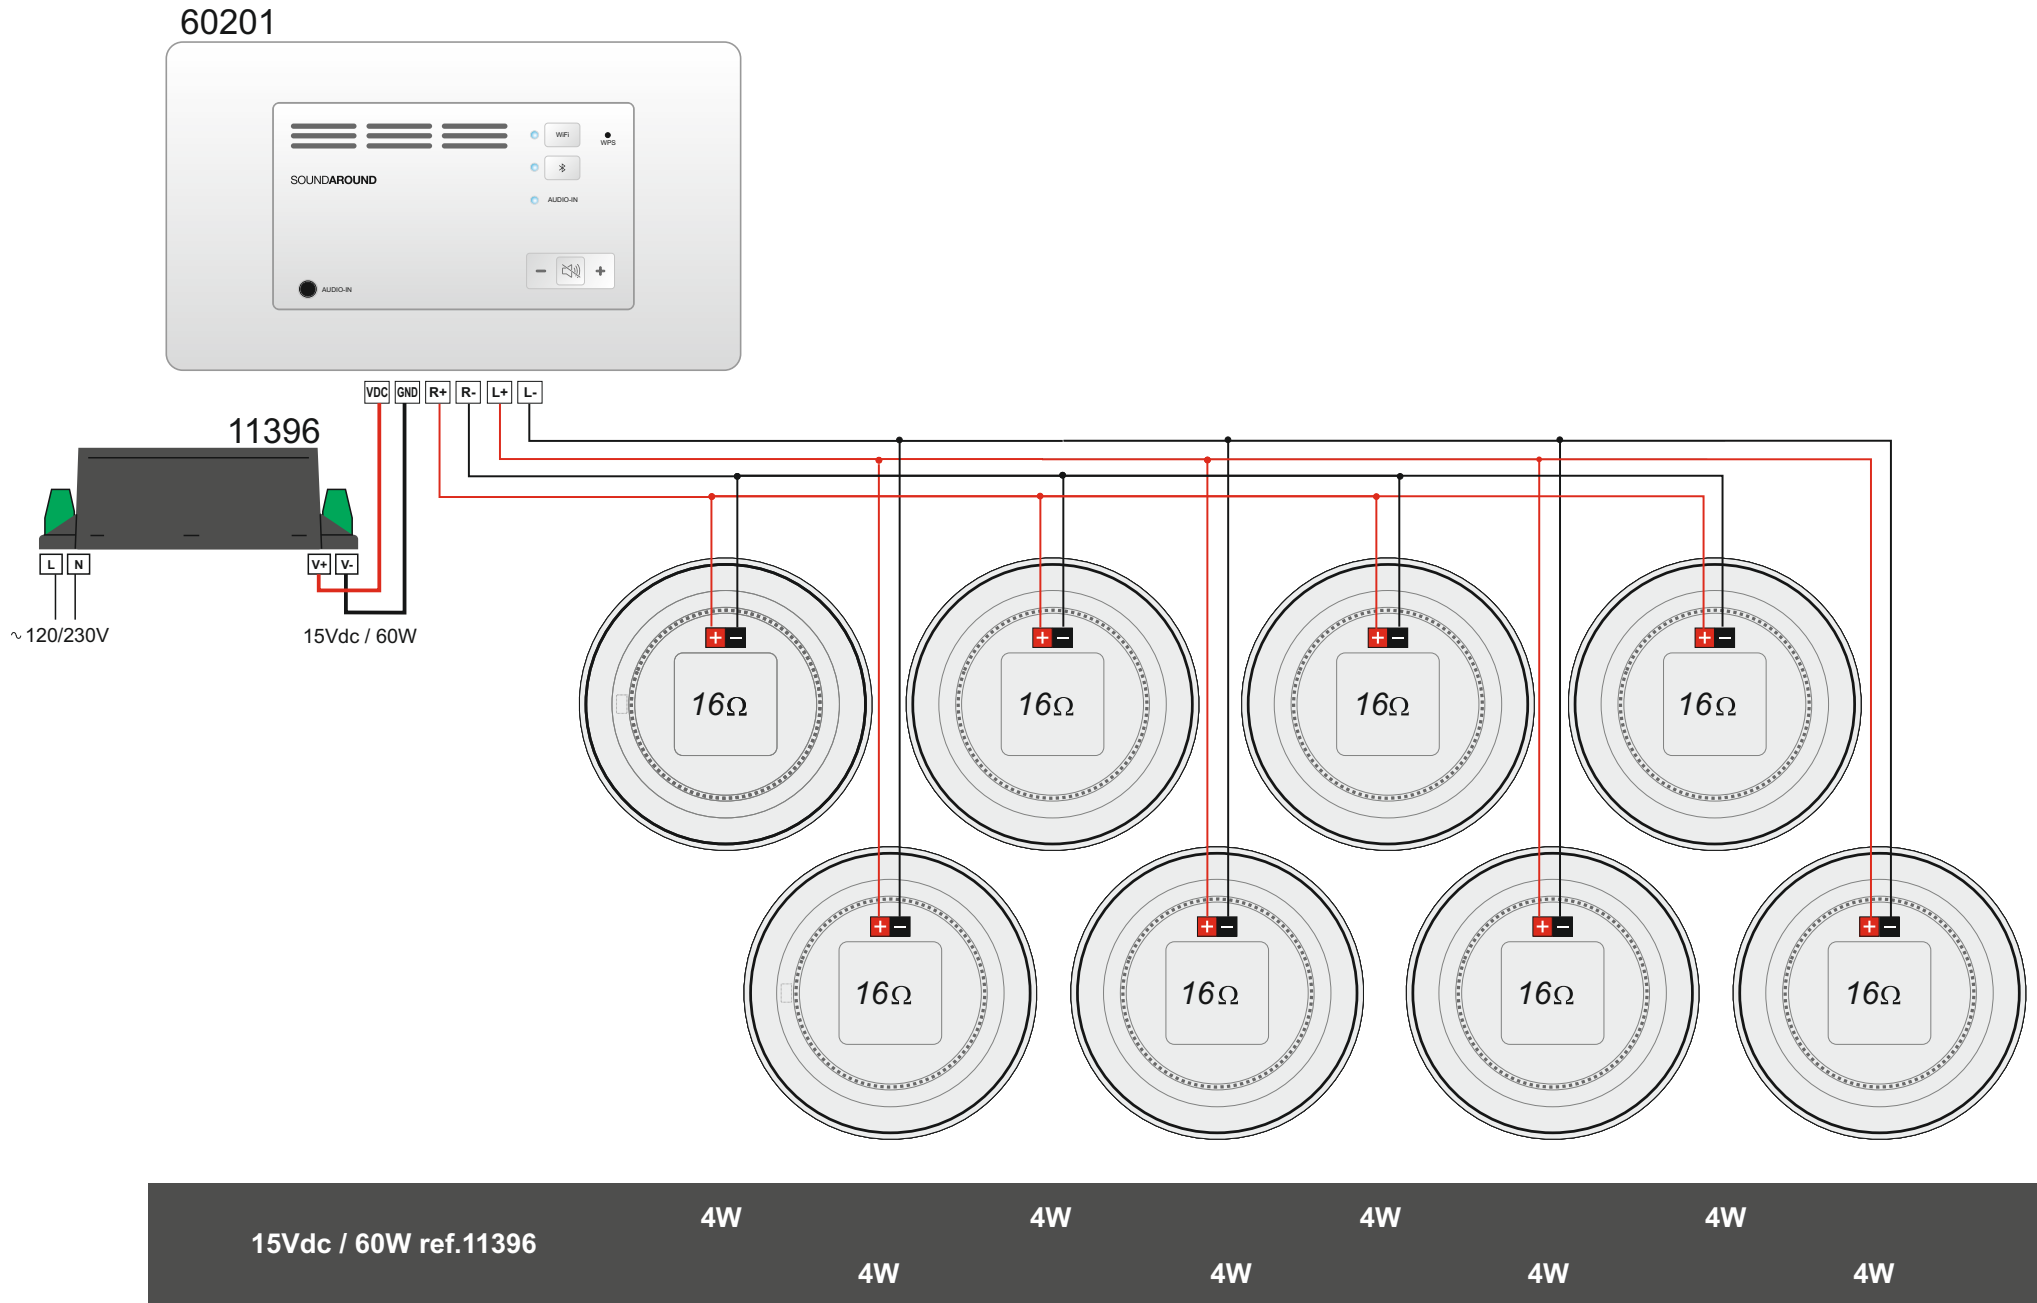 60201
WiFi
WPS
SOUNDAROUND
AUDIO-IN
AUDIO-IN
VDC GND R+ R- L+ L-
11396
L N V+ V-
~ 120/230V 15Vdc / 60W
+ − + − + − + −
16Ω 16Ω 16Ω 16Ω
+ − + − + − + −
16Ω 16Ω 16Ω 16Ω
4W 4W 4W 4W
15Vdc / 60W ref.11396
4W 4W 4W 4W